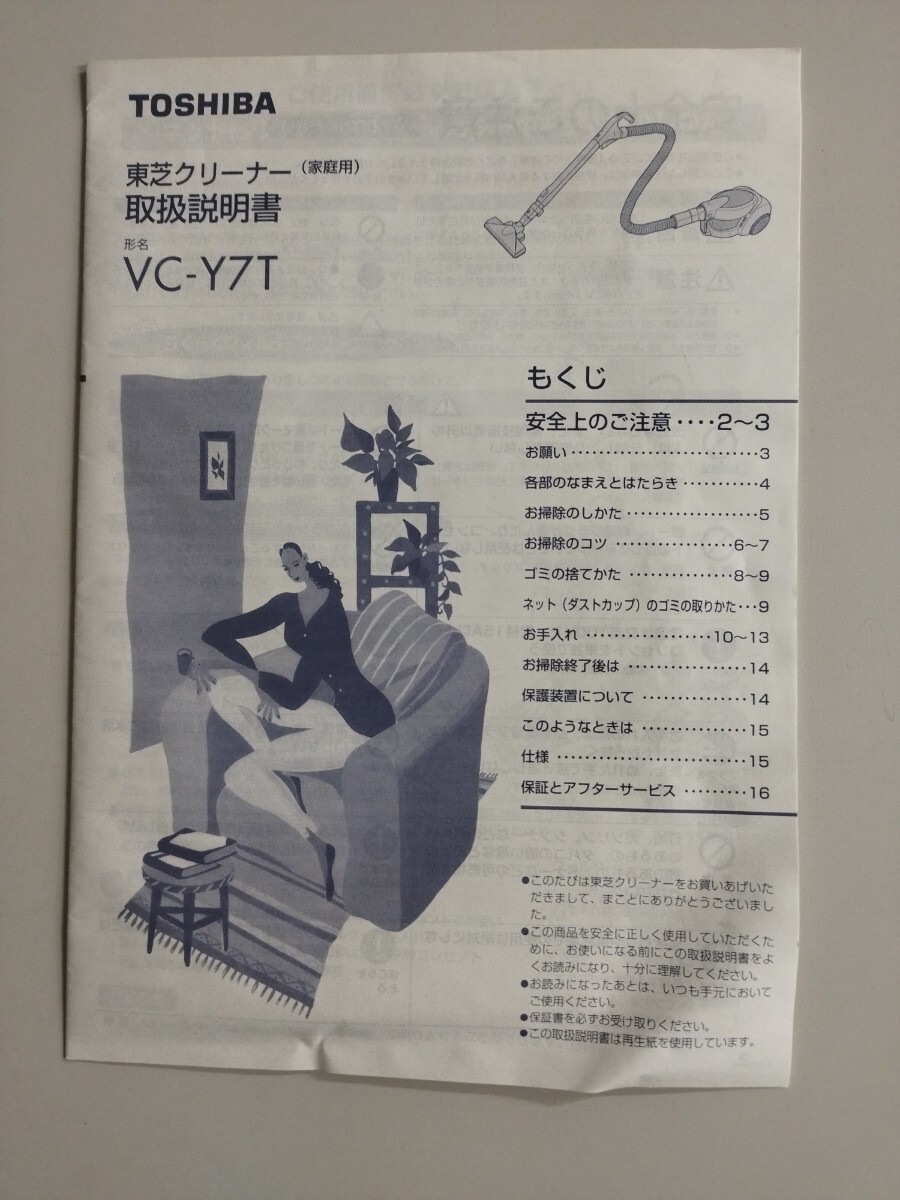 TOSHIBA
東芝クリーナー（家庭用）
取扱説明書
形名
VC-Y7T
もくじ
安全上のご注意････2〜3
お願い･･････････････････････････3
各部のなまえとはたらき･･･････････4
お掃除のしかた･･････････････････5
お掃除のコツ････････････････6〜7
ゴミの捨てかた･･･････････････8〜9
ネット（ダストカップ）のゴミの取りかた･･･9
お手入れ･････････････････10〜13
お掃除終了後は････････････････14
保護装置について･･････････････14
このようなときは･･････････････15
仕様･･････････････････････････15
保証とアフターサービス･････････16
●このたびは東芝クリーナーをお買いあげいた
だきまして、まことにありがとうございまし
た。
●この商品を安全に正しく使用していただくた
めに、お使いになる前にこの取扱説明書をよ
くお読みになり、十分に理解してください。
●お読みになったあとは、いつも手元において
ご使用ください。
●保証書を必ずお受け取りください。
●この取扱説明書は再生紙を使用しています。